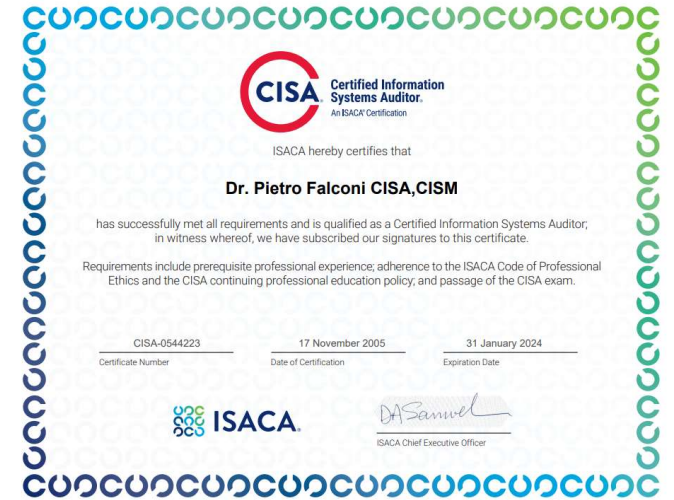 CISA. Certified Information
Systems Auditor.
An ISACA® Certification
ISACA hereby certifies that
Dr. Pietro Falconi CISA,CISM
has successfully met all requirements and is qualified as a Certified Information Systems Auditor;
in witness whereof, we have subscribed our signatures to this certificate.
Requirements include prerequisite professional experience; adherence to the ISACA Code of Professional
Ethics and the CISA continuing professional education policy; and passage of the CISA exam.
CISA-0544223 17 November 2005 31 January 2024
Certificate Number Date of Certification Expiration Date
ISACA.
DASamuel
ISACA Chief Executive Officer